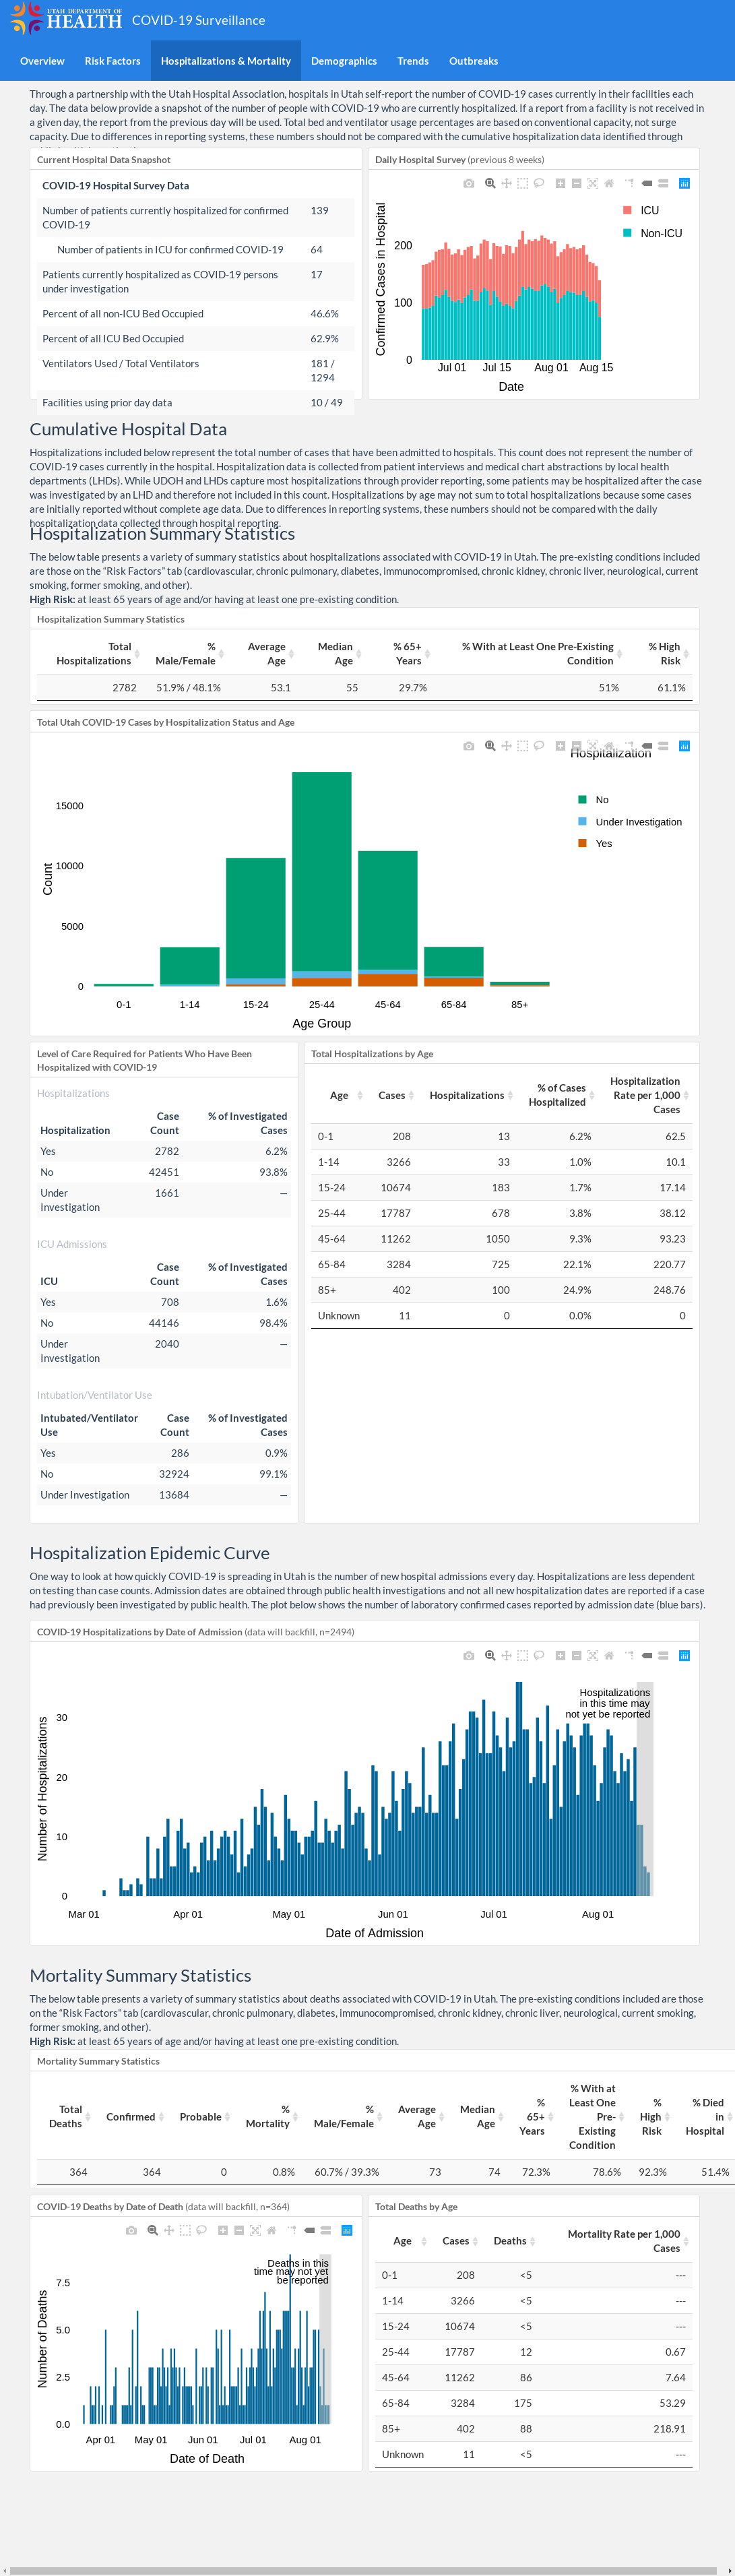 UTAH DEPARTMENT OF
HEALTH
COVID-19 Surveillance
Overview Risk Factors Hospitalizations & Mortality Demographics Trends Outbreaks
Through a partnership with the Utah Hospital Association, hospitals in Utah self-report the number of COVID-19 cases currently in their facilities each
day. The data below provide a snapshot of the number of people with COVID-19 who are currently hospitalized. If a report from a facility is not received in
a given day, the report from the previous day will be used. Total bed and ventilator usage percentages are based on conventional capacity, not surge
capacity. Due to differences in reporting systems, these numbers should not be compared with the cumulative hospitalization data identified through
Current Hospital Data Snapshot
COVID-19 Hospital Survey Data
Number of patients currently hospitalized for confirmed 139
COVID-19
Number of patients in ICU for confirmed COVID-19 64
Patients currently hospitalized as COVID-19 persons 17
under investigation
Percent of all non-ICU Bed Occupied 46.6%
Percent of all ICU Bed Occupied 62.9%
Ventilators Used / Total Ventilators 181 /
1294
Facilities using prior day data 10 / 49
Daily Hospital Survey (previous 8 weeks)
Confirmed Cases in Hospital
200
100
0
ICU
Non-ICU
Jul 01 Jul 15 Aug 01 Aug 15
Date
Cumulative Hospital Data
Hospitalizations included below represent the total number of cases that have been admitted to hospitals. This count does not represent the number of
COVID-19 cases currently in the hospital. Hospitalization data is collected from patient interviews and medical chart abstractions by local health
departments (LHDs). While UDOH and LHDs capture most hospitalizations through provider reporting, some patients may be hospitalized after the case
was investigated by an LHD and therefore not included in this count. Hospitalizations by age may not sum to total hospitalizations because some cases
are initially reported without complete age data. Due to differences in reporting systems, these numbers should not be compared with the daily
hospitalization data collected through hospital reporting.
Hospitalization Summary Statistics
The below table presents a variety of summary statistics about hospitalizations associated with COVID-19 in Utah. The pre-existing conditions included
are those on the “Risk Factors” tab (cardiovascular, chronic pulmonary, diabetes, immunocompromised, chronic kidney, chronic liver, neurological, current
smoking, former smoking, and other).
High Risk: at least 65 years of age and/or having at least one pre-existing condition.
Hospitalization Summary Statistics
Total % Average Median % 65+ % With at Least One Pre-Existing % High
Hospitalizations Male/Female Age Age Years Condition Risk
2782 51.9% / 48.1% 53.1 55 29.7% 51% 61.1%
Total Utah COVID-19 Cases by Hospitalization Status and Age
Hospitalization
No
Under Investigation
Yes
Count
15000
10000
5000
0
0-1 1-14 15-24 25-44 45-64 65-84 85+
Age Group
Level of Care Required for Patients Who Have Been
Hospitalized with COVID-19
Hospitalizations
Case % of Investigated
Hospitalization Count Cases
Yes 2782 6.2%
No 42451 93.8%
Under 1661 —
Investigation
ICU Admissions
Case % of Investigated
ICU Count Cases
Yes 708 1.6%
No 44146 98.4%
Under 2040 —
Investigation
Intubation/Ventilator Use
Intubated/Ventilator Case % of Investigated
Use Count Cases
Yes 286 0.9%
No 32924 99.1%
Under Investigation 13684 —
Total Hospitalizations by Age
Hospitalization
% of Cases Rate per 1,000
Age Cases Hospitalizations Hospitalized Cases
0-1 208 13 6.2% 62.5
1-14 3266 33 1.0% 10.1
15-24 10674 183 1.7% 17.14
25-44 17787 678 3.8% 38.12
45-64 11262 1050 9.3% 93.23
65-84 3284 725 22.1% 220.77
85+ 402 100 24.9% 248.76
Unknown 11 0 0.0% 0
Hospitalization Epidemic Curve
One way to look at how quickly COVID-19 is spreading in Utah is the number of new hospital admissions every day. Hospitalizations are less dependent
on testing than case counts. Admission dates are obtained through public health investigations and not all new hospitalization dates are reported if a case
had previously been investigated by public health. The plot below shows the number of laboratory confirmed cases reported by admission date (blue bars).
COVID-19 Hospitalizations by Date of Admission (data will backfill, n=2494)
Hospitalizations
in this time may
not yet be reported
Number of Hospitalizations
30
20
10
0
Mar 01 Apr 01 May 01 Jun 01 Jul 01 Aug 01
Date of Admission
Mortality Summary Statistics
The below table presents a variety of summary statistics about deaths associated with COVID-19 in Utah. The pre-existing conditions included are those
on the “Risk Factors” tab (cardiovascular, chronic pulmonary, diabetes, immunocompromised, chronic kidney, chronic liver, neurological, current smoking,
former smoking, and other).
High Risk: at least 65 years of age and/or having at least one pre-existing condition.
Mortality Summary Statistics
Total Deaths Confirmed Probable % Mortality % Male/Female Average Age Median Age % 65+ Years % With at Least One Pre-Existing Condition % High Risk % Died in Hospital
364 364 0 0.8% 60.7% / 39.3% 73 74 72.3% 78.6% 92.3% 51.4%
COVID-19 Deaths by Date of Death (data will backfill, n=364)
Deaths in this
time may not yet
be reported
Number of Deaths
7.5
5.0
2.5
0.0
Apr 01 May 01 Jun 01 Jul 01 Aug 01
Date of Death
Total Deaths by Age
Mortality Rate per 1,000
Age Cases Deaths Cases
0-1 208 <5 ---
1-14 3266 <5 ---
15-24 10674 <5 ---
25-44 17787 12 0.67
45-64 11262 86 7.64
65-84 3284 175 53.29
85+ 402 88 218.91
Unknown 11 <5 ---